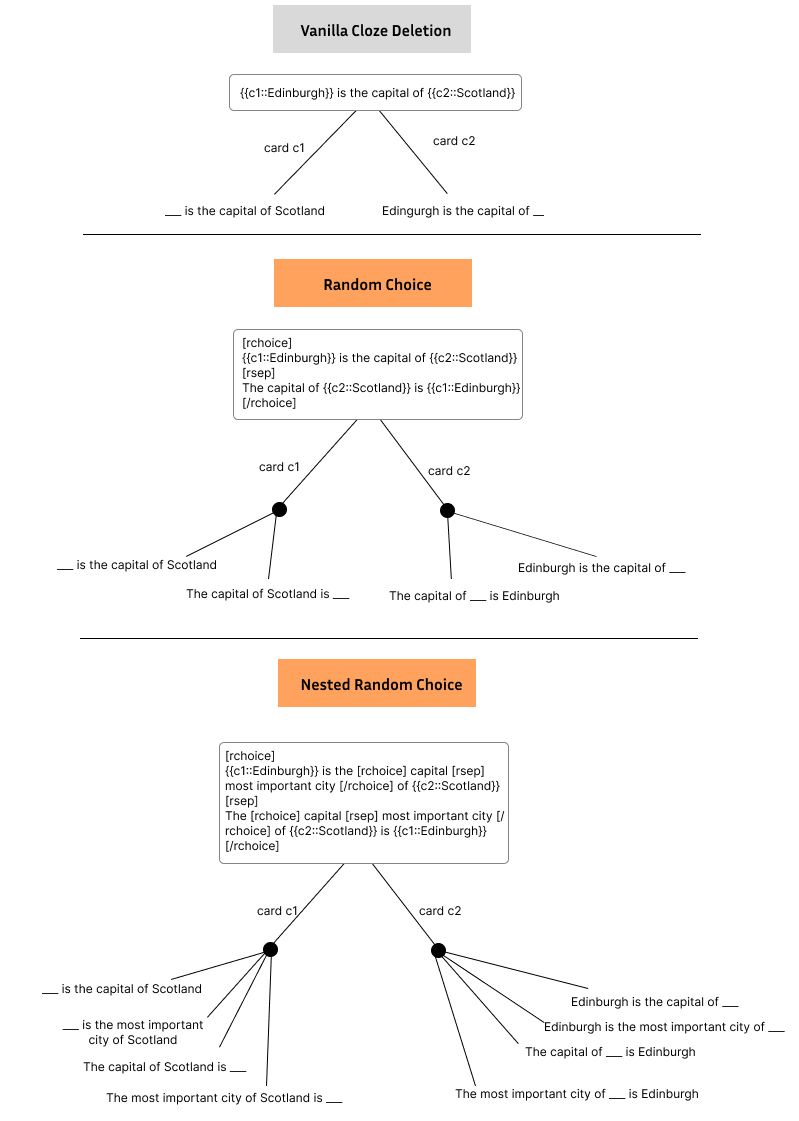 Vanilla Cloze Deletion
{{c1::Edinburgh}} is the capital of {{c2::Scotland}}
card c1
card c2
___ is the capital of Scotland
Edingurgh is the capital of __
Random Choice
[rchoice]
{{c1::Edinburgh}} is the capital of {{c2::Scotland}}
[rsep]
The capital of {{c2::Scotland}} is {{c1::Edinburgh}}
[/rchoice]
card c1
card c2
___ is the capital of Scotland
Edinburgh is the capital of ___
The capital of Scotland is ___
The capital of ___ is Edinburgh
Nested Random Choice
[rchoice]
{{c1::Edinburgh}} is the [rchoice] capital [rsep]
most important city [/rchoice] of {{c2::Scotland}}
[rsep]
The [rchoice] capital [rsep] most important city [/
rchoice] of {{c2::Scotland}} is {{c1::Edinburgh}}
[/rchoice]
card c1
card c2
___ is the capital of Scotland
___ is the most important
city of Scotland
The capital of Scotland is ___
The most important city of Scotland is ___
Edinburgh is the capital of ___
Edinburgh is the most important city of ___
The capital of ___ is Edinburgh
The most important city of ___ is Edinburgh